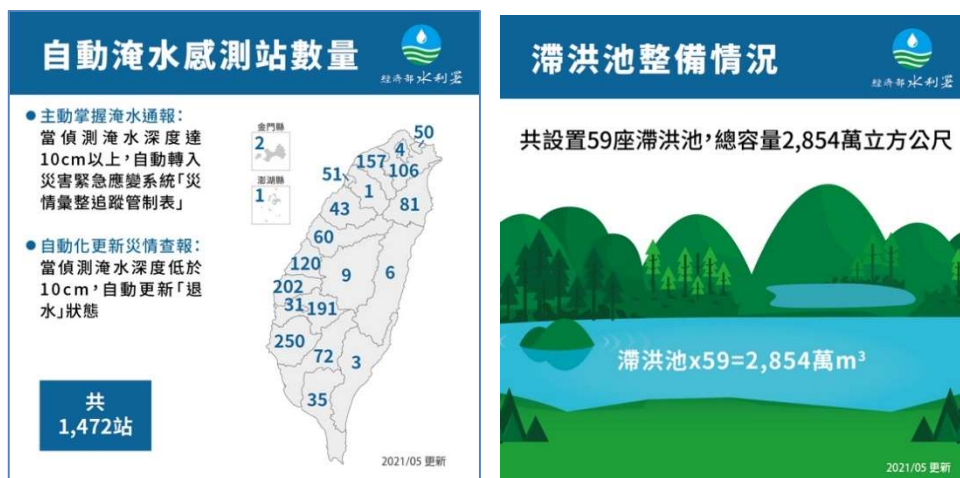 自動淹水感測站數量
經濟部水利署
●主動掌握淹水通報:
當偵測淹水深度達
10cm以上,自動轉入
災害緊急應變系統「災
情彙整追蹤管制表」
●自動化更新災情查報:
當偵測淹水深度低於
10cm,自動更新「退
水」狀態
共
1,472站
金門縣
2
澎湖縣
1
50
4
157
106
51
1
43
81
60
120
9
6
202
31
191
250
72
3
35
2021/05 更新
滯洪池整備情況
經濟部水利署
共設置59座滯洪池,總容量2,854萬立方公尺
滯洪池x59=2,854萬m³
2021/05 更新